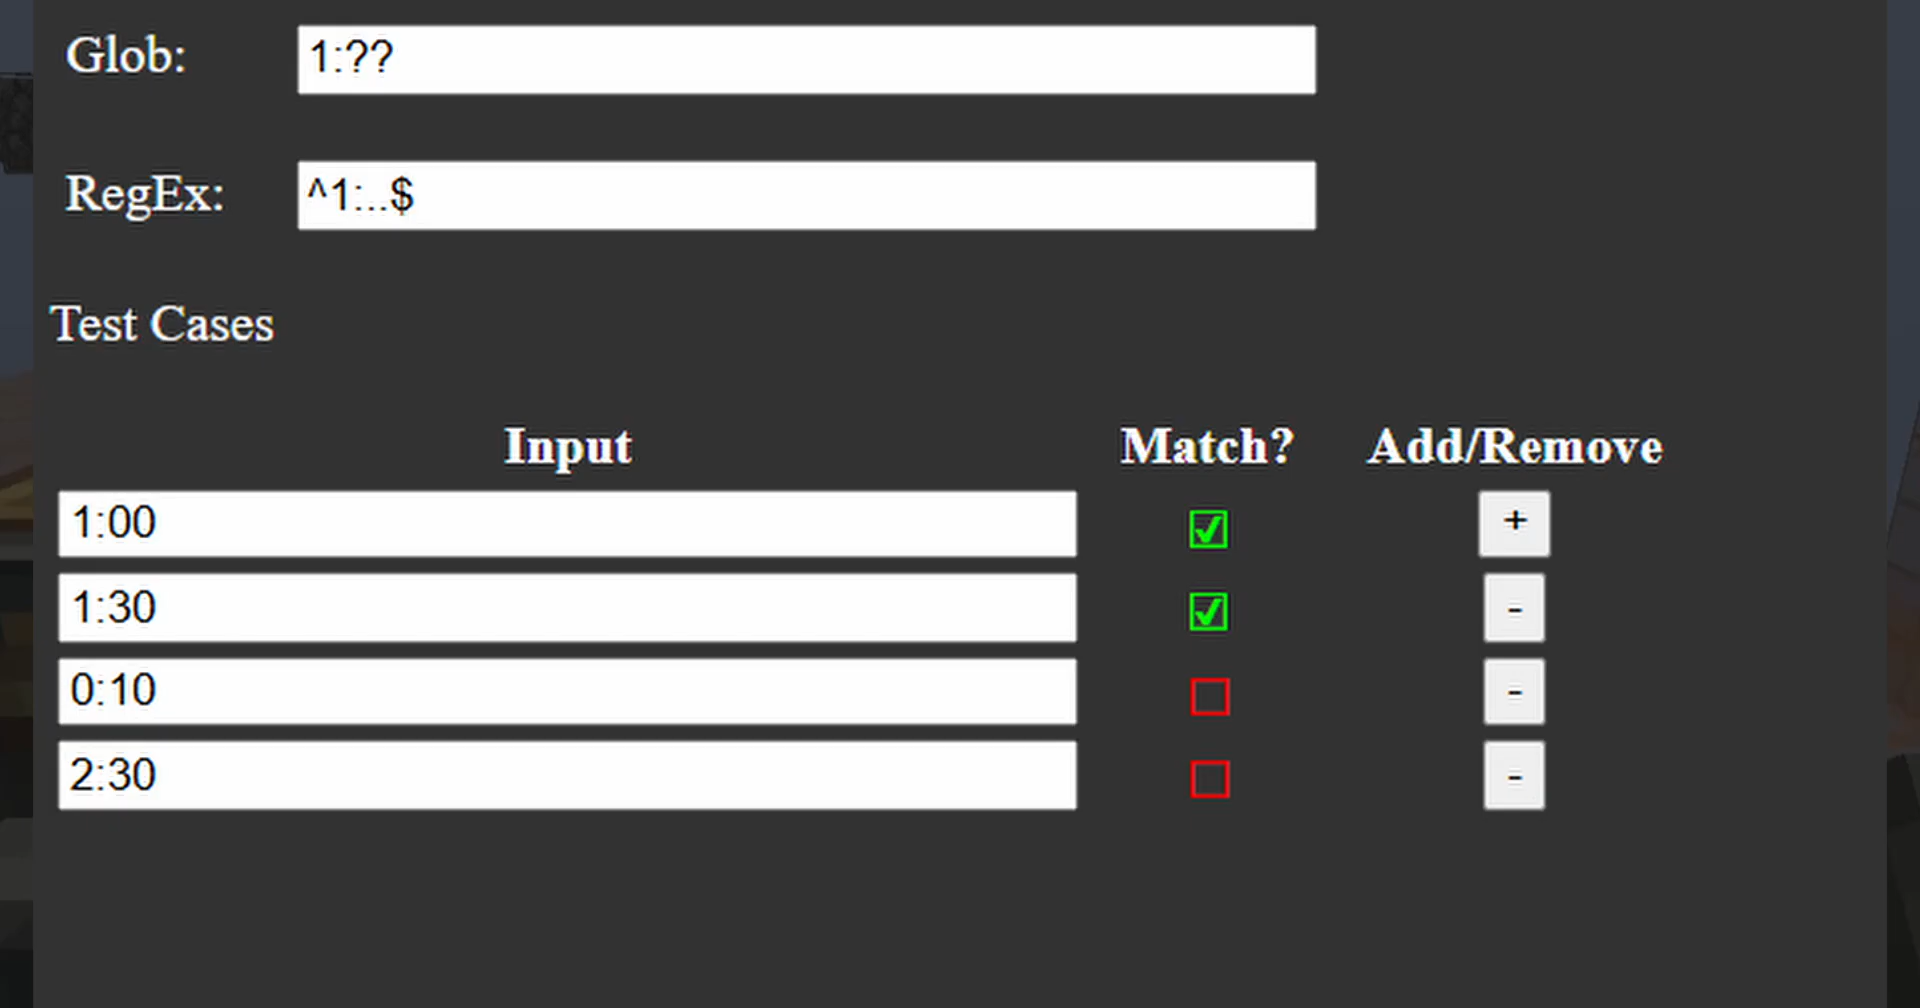 Glob: 1:??
RegEx: ^1:..$
Test Cases
Input Match? Add/Remove
1:00 +
1:30 -
0:10 -
2:30 -